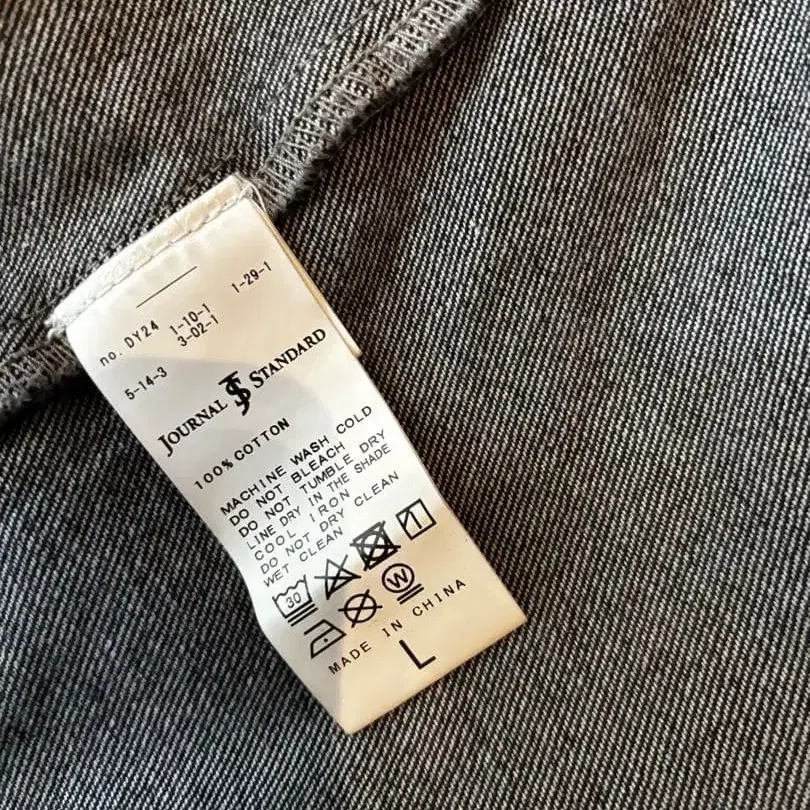 no. DY24 1-10-1 1-29-1
3-02-1
5-14-3
JOURNAL JS STANDARD
100% COTTON
MACHINE WASH COLD
DO NOT BLEACH
DO NOT TUMBLE DRY
LINE DRY IN THE SHADE
COOL IRON
DO NOT DRY CLEAN
WET CLEAN
30
W
MADE IN CHINA
L